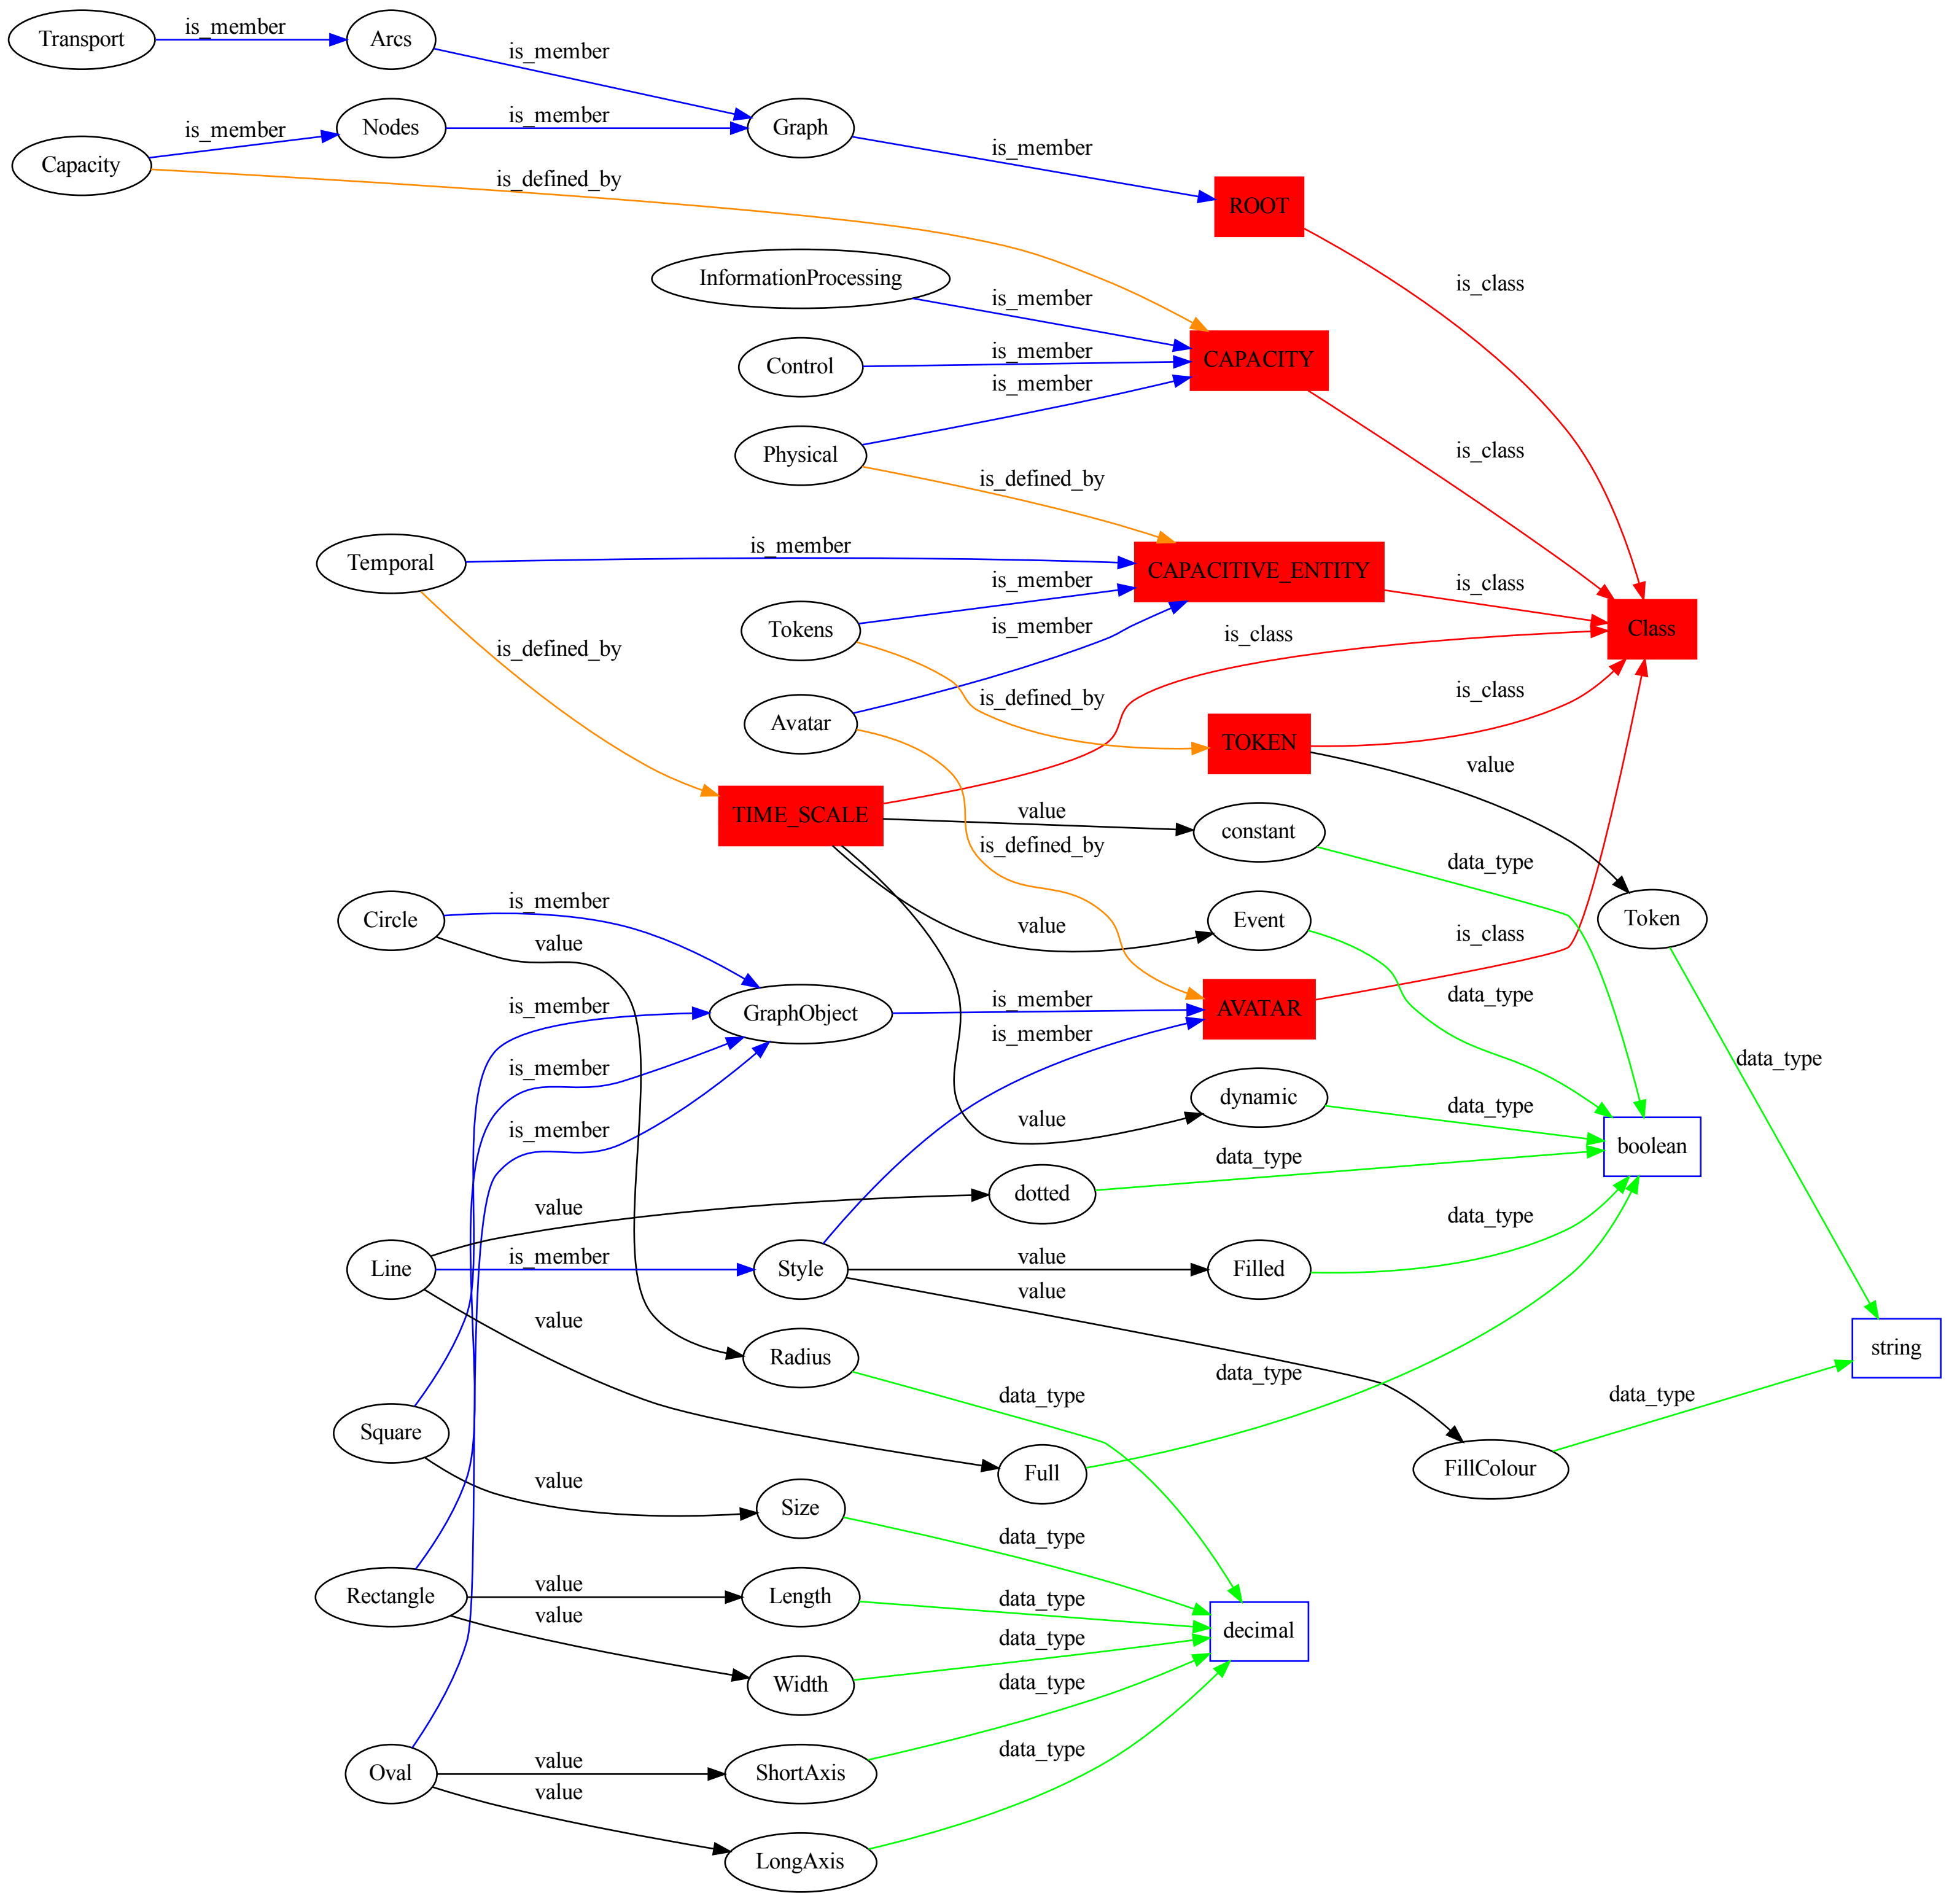 Transport
is_member
Arcs
is_member
Capacity
is_member
Nodes
is_member
Graph
is_member
is_defined_by
ROOT
is_class
InformationProcessing
is_member
Control
is_member
CAPACITY
is_class
Physical
is_member
is_defined_by
Temporal
is_member
is_defined_by
CAPACITIVE_ENTITY
is_class
Tokens
is_member
is_defined_by
Class
Avatar
is_member
is_defined_by
is_class
TOKEN
is_class
value
Token
data_type
TIME_SCALE
value
constant
data_type
value
Event
data_type
value
dynamic
data_type
Circle
is_member
value
GraphObject
is_member
AVATAR
is_class
is_member
is_member
is_member
is_member
boolean
Line
value
dotted
data_type
is_member
Style
value
Filled
data_type
value
FillColour
data_type
string
value
Full
data_type
Radius
data_type
Square
value
Size
data_type
Rectangle
value
Length
data_type
value
Width
data_type
decimal
Oval
value
ShortAxis
data_type
value
LongAxis
data_type